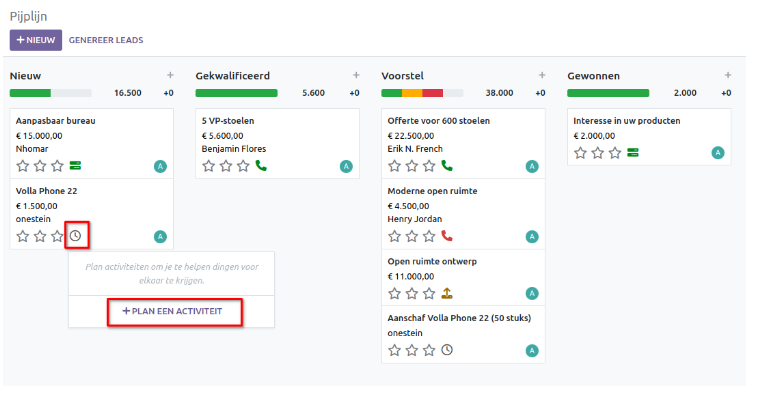 Pijplijn
+ NIEUW GENEREER LEADS
Nieuw +
16.500 +0
Aanpasbaar bureau
€ 15.000,00
Nhomar
A
Volla Phone 22
€ 1.500,00
onestein
A
Plan activiteiten om je te helpen dingen voor
elkaar te krijgen.
+ PLAN EEN ACTIVITEIT
Gekwalificeerd +
5.600 +0
5 VP-stoelen
€ 5.600,00
Benjamin Flores
A
Voorstel +
38.000 +0
Offerte voor 600 stoelen
€ 22.500,00
Erik N. French
A
Moderne open ruimte
€ 4.500,00
Henry Jordan
A
Open ruimte ontwerp
€ 11.000,00
A
Aanschaf Volla Phone 22 (50 stuks)
onestein
A
Gewonnen +
2.000 +0
Interesse in uw producten
€ 2.000,00
A